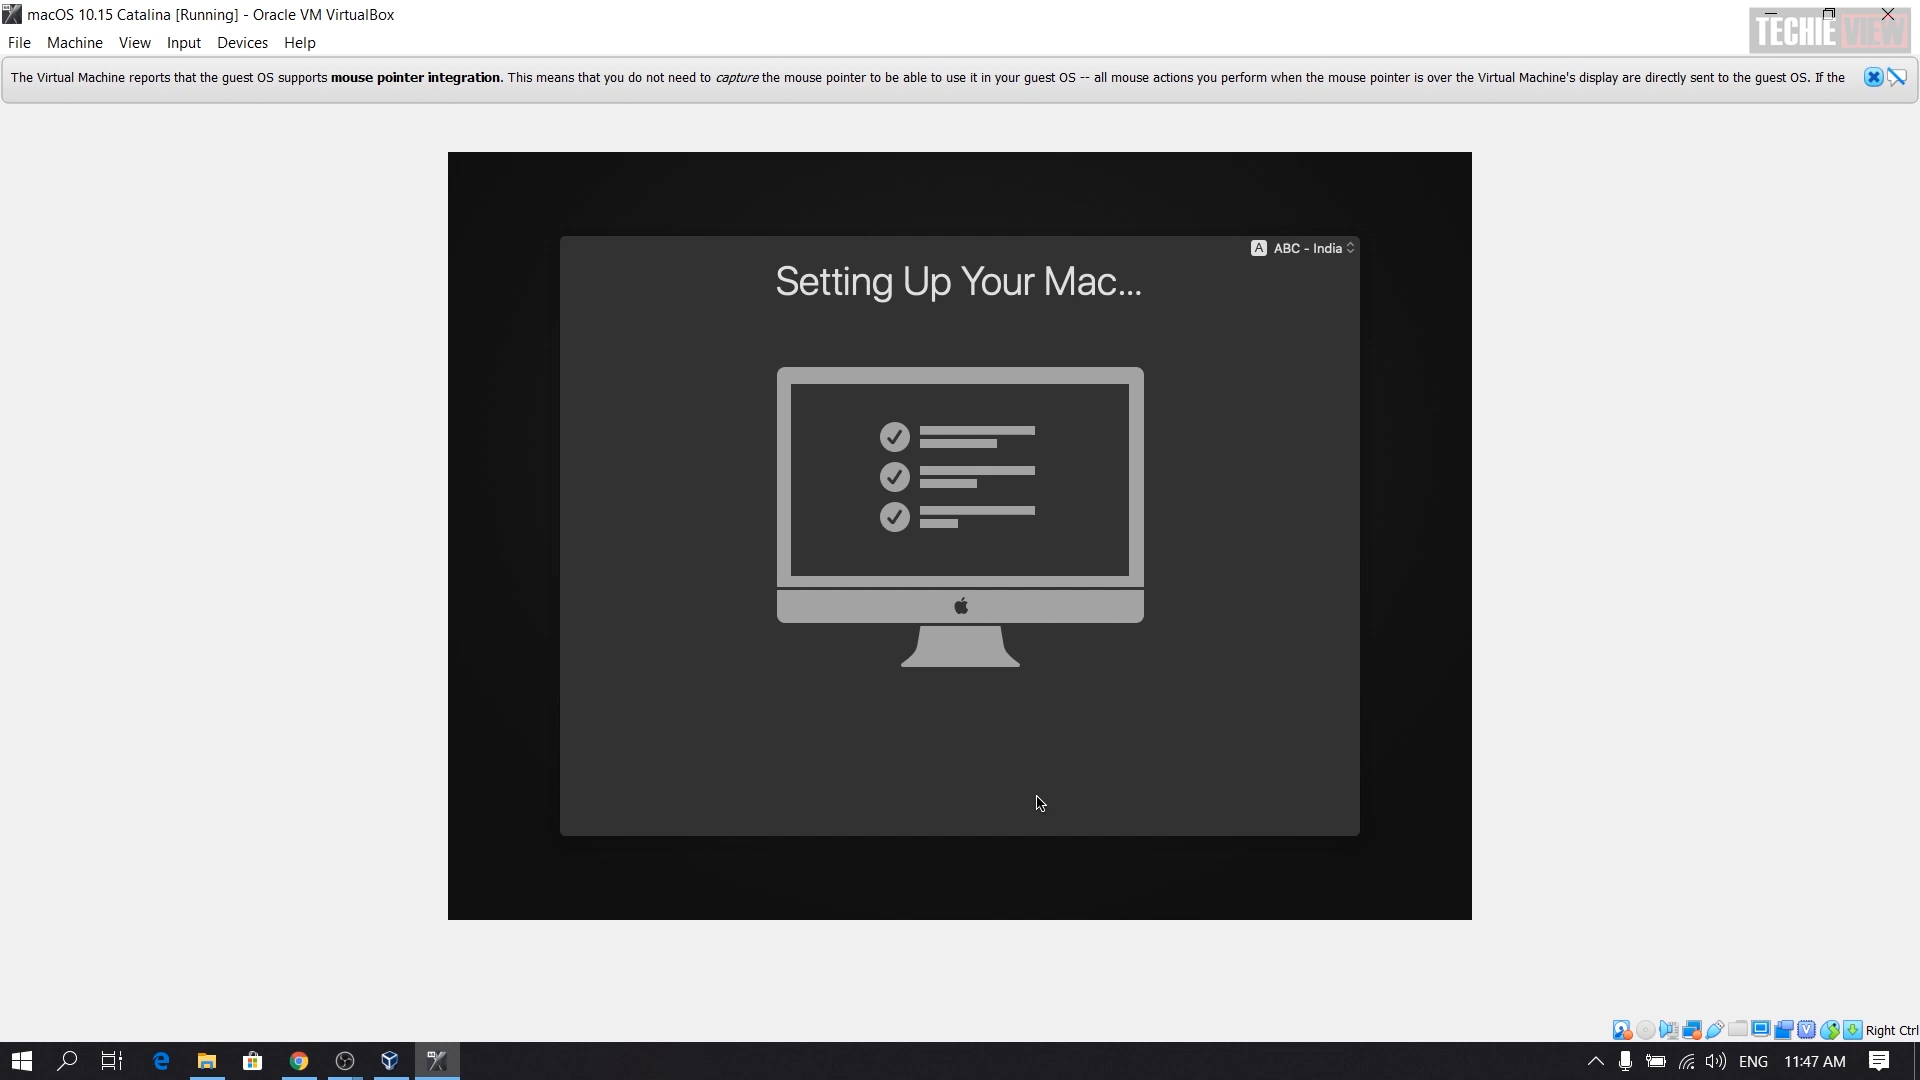 macOS 10.15 Catalina [Running] - Oracle VM VirtualBox
TECHIE VIEW
File Machine View Input Devices Help
The Virtual Machine reports that the guest OS supports mouse pointer integration. This means that you do not need to capture the mouse pointer to be able to use it in your guest OS -- all mouse actions you perform when the mouse pointer is over the Virtual Machine's display are directly sent to the guest OS. If the
A ABC - India
Setting Up Your Mac...
Right Ctrl
ENG 11:47 AM